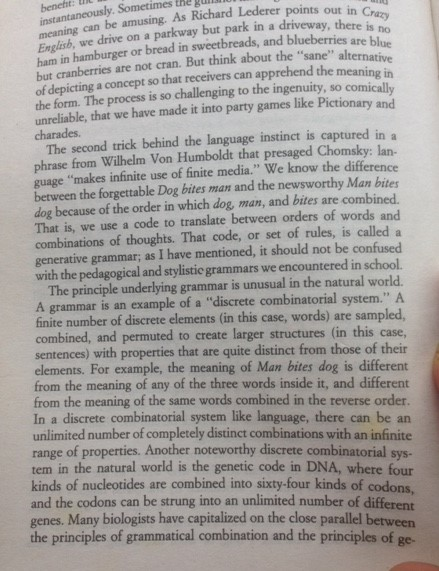 benefit: the
instantaneously. Sometimes the
meaning can be amusing. As Richard Lederer points out in Crazy
English, we drive on a parkway but park in a driveway, there is no
ham in hamburger or bread in sweetbreads, and blueberries are blue
but cranberries are not cran. But think about the "sane" alternative
of depicting a concept so that receivers can apprehend the meaning in
the form. The process is so challenging to the ingenuity, so comically
unreliable, that we have made it into party games like Pictionary and
charades.
The second trick behind the language instinct is captured in a
phrase from Wilhelm Von Humboldt that presaged Chomsky: lan-
guage "makes infinite use of finite media." We know the difference
between the forgettable Dog bites man and the newsworthy Man bites
dog because of the order in which dog, man, and bites are combined.
That is, we use a code to translate between orders of words and
combinations of thoughts. That code, or set of rules, is called a
generative grammar; as I have mentioned, it should not be confused
with the pedagogical and stylistic grammars we encountered in school.
The principle underlying grammar is unusual in the natural world.
A grammar is an example of a "discrete combinatorial system." A
finite number of discrete elements (in this case, words) are sampled,
combined, and permuted to create larger structures (in this case,
sentences) with properties that are quite distinct from those of their
elements. For example, the meaning of Man bites dog is different
from the meaning of any of the three words inside it, and different
from the meaning of the same words combined in the reverse order.
In a discrete combinatorial system like language, there can be an
unlimited number of completely distinct combinations with an infinite
range of properties. Another noteworthy discrete combinatorial sys-
tem in the natural world is the genetic code in DNA, where four
kinds of nucleotides are combined into sixty-four kinds of codons,
and the codons can be strung into an unlimited number of different
genes. Many biologists have capitalized on the close parallel between
the principles of grammatical combination and the principles of ge-